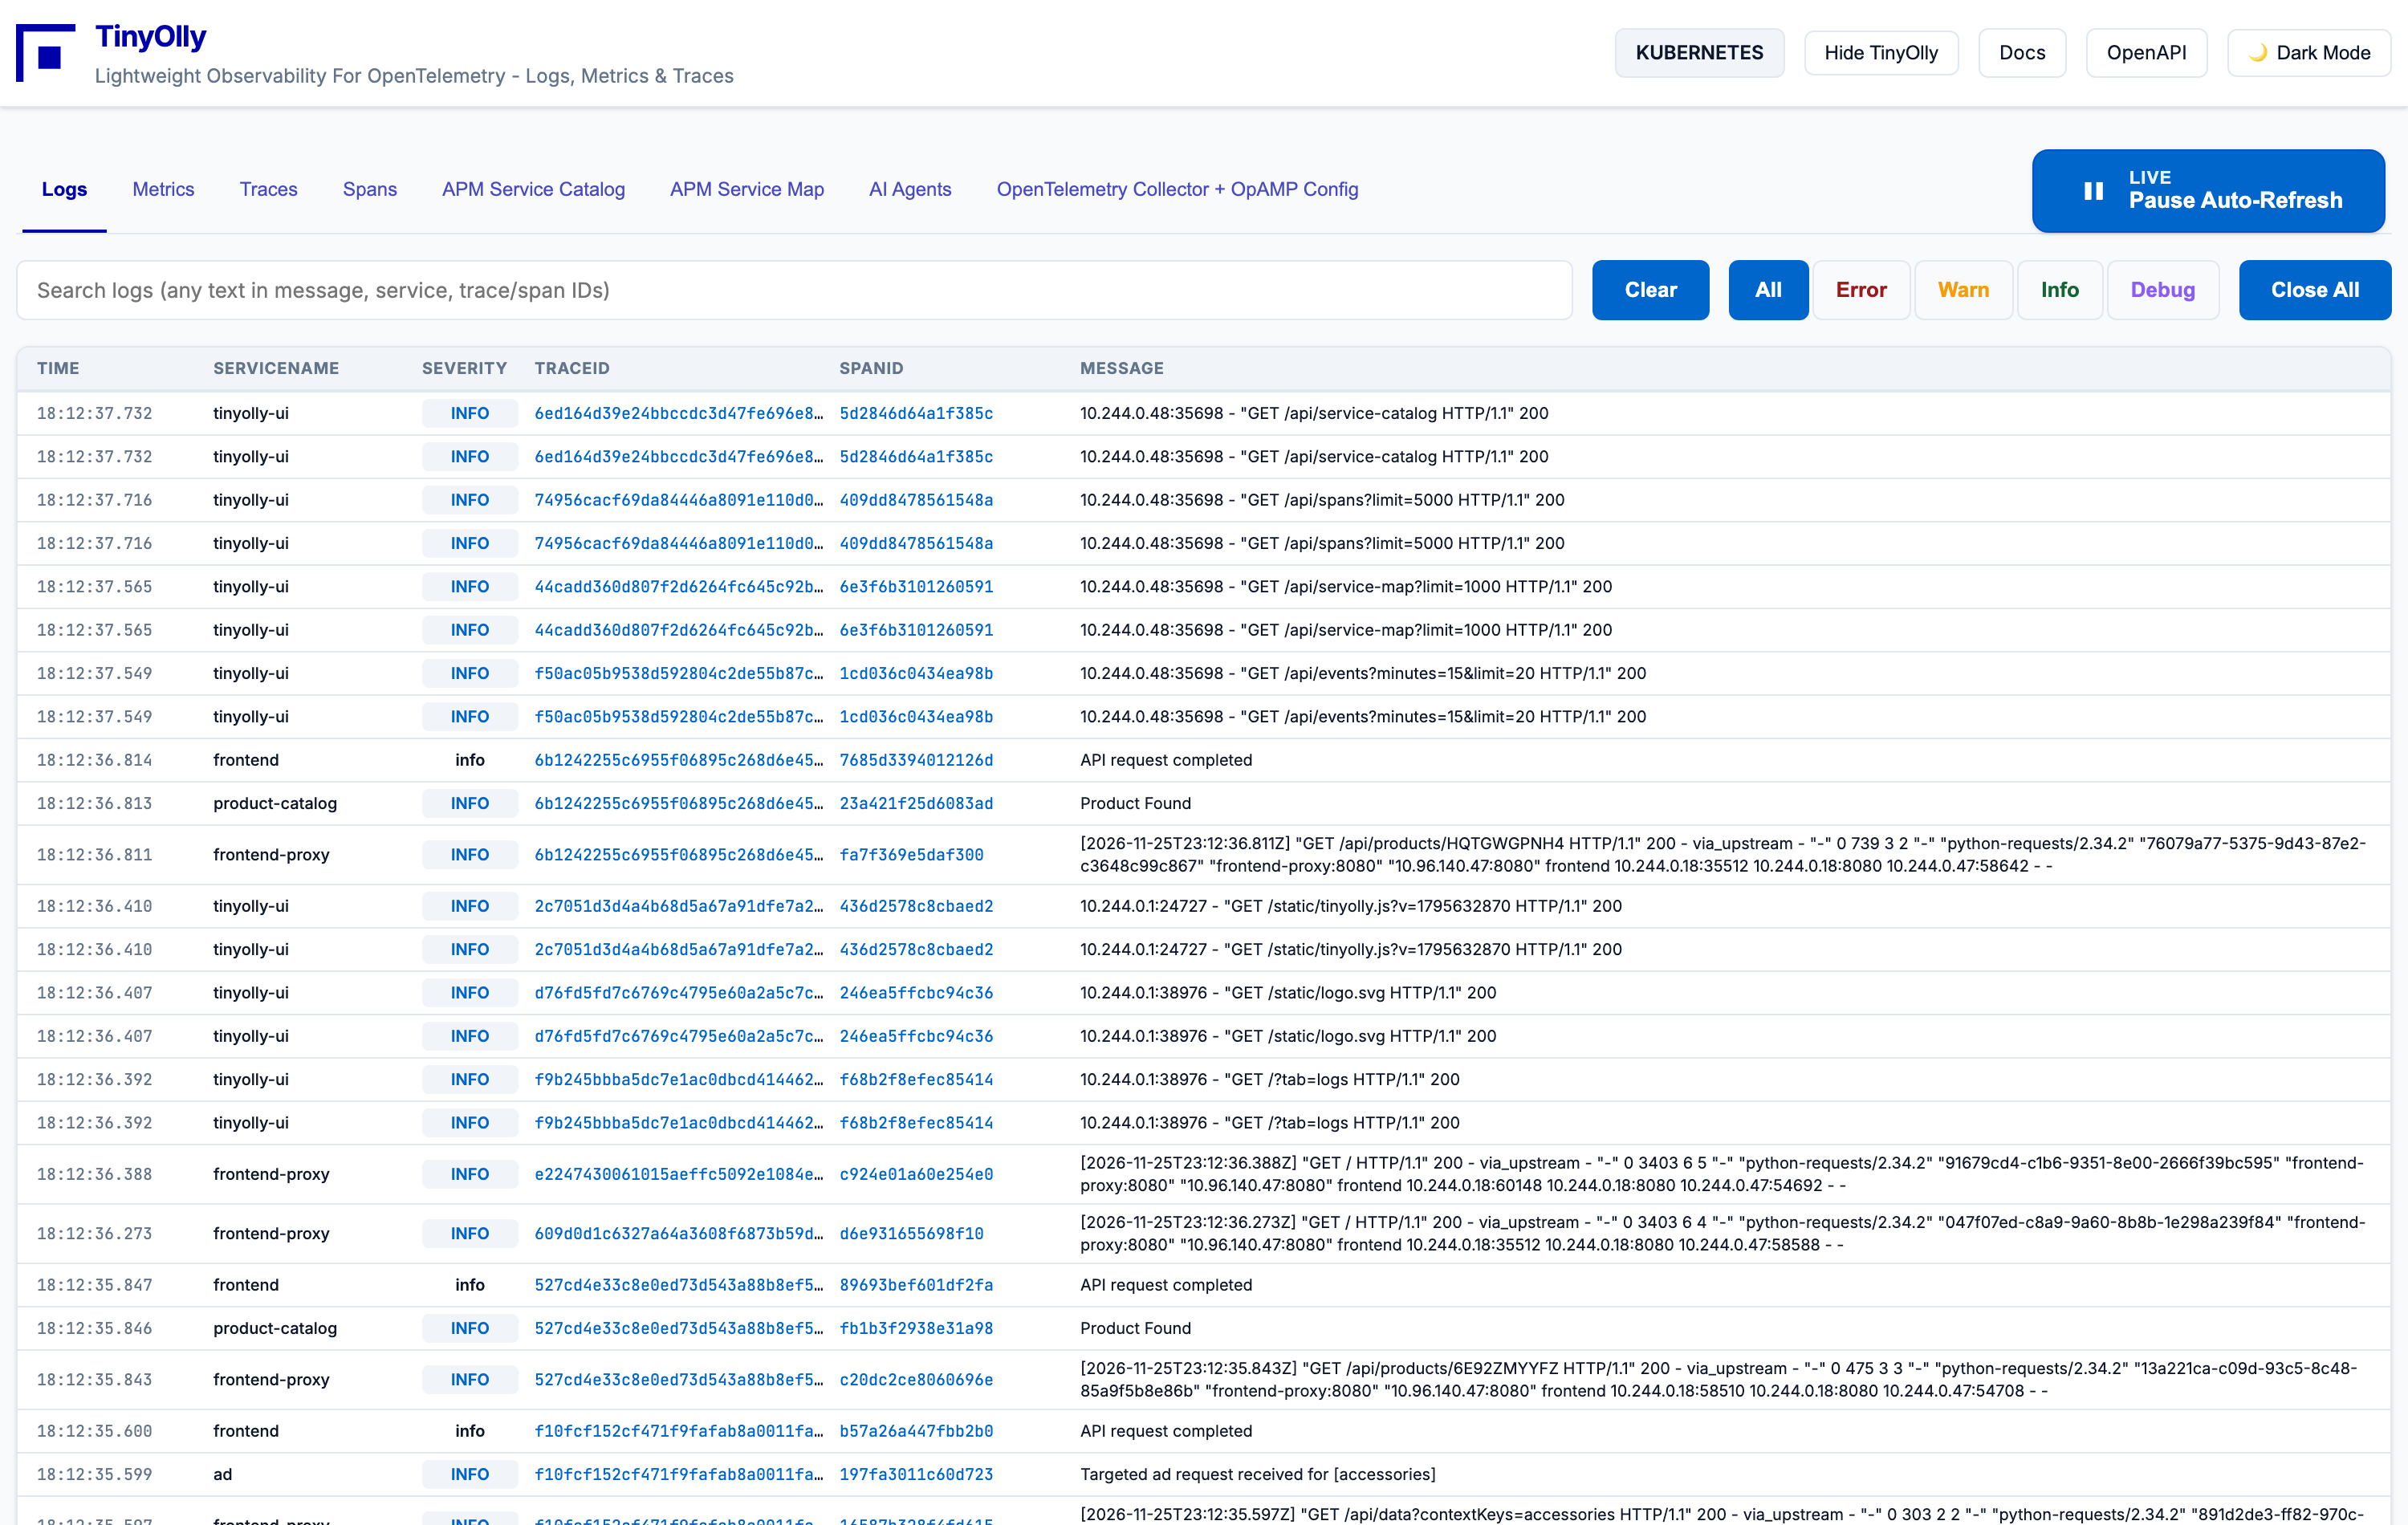 TinyOlly
Lightweight Observability For OpenTelemetry - Logs, Metrics & Traces
KUBERNETES Hide TinyOlly Docs OpenAPI 🌙 Dark Mode
Logs Metrics Traces Spans APM Service Catalog APM Service Map AI Agents OpenTelemetry Collector + OpAMP Config
LIVE
Pause Auto-Refresh
Search logs (any text in message, service, trace/span IDs) Clear All Error Warn Info Debug Close All
TIME SERVICENAME SEVERITY TRACEID SPANID MESSAGE
18:12:37.732 tinyolly-ui INFO 6ed164d39e24bbccdc3d47fe696e8… 5d2846d64a1f385c 10.244.0.48:35698 - "GET /api/service-catalog HTTP/1.1" 200
18:12:37.732 tinyolly-ui INFO 6ed164d39e24bbccdc3d47fe696e8… 5d2846d64a1f385c 10.244.0.48:35698 - "GET /api/service-catalog HTTP/1.1" 200
18:12:37.716 tinyolly-ui INFO 74956cacf69da84446a8091e110d0… 409dd8478561548a 10.244.0.48:35698 - "GET /api/spans?limit=5000 HTTP/1.1" 200
18:12:37.716 tinyolly-ui INFO 74956cacf69da84446a8091e110d0… 409dd8478561548a 10.244.0.48:35698 - "GET /api/spans?limit=5000 HTTP/1.1" 200
18:12:37.565 tinyolly-ui INFO 44cadd360d807f2d6264fc645c92b… 6e3f6b3101260591 10.244.0.48:35698 - "GET /api/service-map?limit=1000 HTTP/1.1" 200
18:12:37.565 tinyolly-ui INFO 44cadd360d807f2d6264fc645c92b… 6e3f6b3101260591 10.244.0.48:35698 - "GET /api/service-map?limit=1000 HTTP/1.1" 200
18:12:37.549 tinyolly-ui INFO f50ac05b9538d592804c2de55b87c… 1cd036c0434ea98b 10.244.0.48:35698 - "GET /api/events?minutes=15&limit=20 HTTP/1.1" 200
18:12:37.549 tinyolly-ui INFO f50ac05b9538d592804c2de55b87c… 1cd036c0434ea98b 10.244.0.48:35698 - "GET /api/events?minutes=15&limit=20 HTTP/1.1" 200
18:12:36.814 frontend info 6b1242255c6955f06895c268d6e45… 7685d3394012126d API request completed
18:12:36.813 product-catalog INFO 6b1242255c6955f06895c268d6e45… 23a421f25d6083ad Product Found
18:12:36.811 frontend-proxy INFO 6b1242255c6955f06895c268d6e45… fa7f369e5daf300 [2026-11-25T23:12:36.811Z] "GET /api/products/HQTGWGPNH4 HTTP/1.1" 200 - via_upstream - "-" 0 739 3 2 "-" "python-requests/2.34.2" "76079a77-5375-9d43-87e2-
c3648c99c867" "frontend-proxy:8080" "10.96.140.47:8080" frontend 10.244.0.18:35512 10.244.0.18:8080 10.244.0.47:58642 - -
18:12:36.410 tinyolly-ui INFO 2c7051d3d4a4b68d5a67a91dfe7a2… 436d2578c8cbaed2 10.244.0.1:24727 - "GET /static/tinyolly.js?v=1795632870 HTTP/1.1" 200
18:12:36.410 tinyolly-ui INFO 2c7051d3d4a4b68d5a67a91dfe7a2… 436d2578c8cbaed2 10.244.0.1:24727 - "GET /static/tinyolly.js?v=1795632870 HTTP/1.1" 200
18:12:36.407 tinyolly-ui INFO d76fd5fd7c6769c4795e60a2a5c7c… 246ea5ffcbc94c36 10.244.0.1:38976 - "GET /static/logo.svg HTTP/1.1" 200
18:12:36.407 tinyolly-ui INFO d76fd5fd7c6769c4795e60a2a5c7c… 246ea5ffcbc94c36 10.244.0.1:38976 - "GET /static/logo.svg HTTP/1.1" 200
18:12:36.392 tinyolly-ui INFO f9b245bbba5dc7e1ac0dbcd414462… f68b2f8efec85414 10.244.0.1:38976 - "GET /?tab=logs HTTP/1.1" 200
18:12:36.392 tinyolly-ui INFO f9b245bbba5dc7e1ac0dbcd414462… f68b2f8efec85414 10.244.0.1:38976 - "GET /?tab=logs HTTP/1.1" 200
18:12:36.388 frontend-proxy INFO e2247430061015aeffc5092e1084e… c924e01a60e254e0 [2026-11-25T23:12:36.388Z] "GET / HTTP/1.1" 200 - via_upstream - "-" 0 3403 6 5 "-" "python-requests/2.34.2" "91679cd4-c1b6-9351-8e00-2666f39bc595" "frontend-
proxy:8080" "10.96.140.47:8080" frontend 10.244.0.18:60148 10.244.0.18:8080 10.244.0.47:54692 - -
18:12:36.273 frontend-proxy INFO 609d0d1c6327a64a3608f6873b59d… d6e931655698f10 [2026-11-25T23:12:36.273Z] "GET / HTTP/1.1" 200 - via_upstream - "-" 0 3403 6 4 "-" "python-requests/2.34.2" "047f07ed-c8a9-9a60-8b8b-1e298a239f84" "frontend-
proxy:8080" "10.96.140.47:8080" frontend 10.244.0.18:35512 10.244.0.18:8080 10.244.0.47:58588 - -
18:12:35.847 frontend info 527cd4e33c8e0ed73d543a88b8ef5… 89693bef601df2fa API request completed
18:12:35.846 product-catalog INFO 527cd4e33c8e0ed73d543a88b8ef5… fb1b3f2938e31a98 Product Found
18:12:35.843 frontend-proxy INFO 527cd4e33c8e0ed73d543a88b8ef5… c20dc2ce8060696e [2026-11-25T23:12:35.843Z] "GET /api/products/6E92ZMYYFZ HTTP/1.1" 200 - via_upstream - "-" 0 475 3 3 "-" "python-requests/2.34.2" "13a221ca-c09d-93c5-8c48-
85a9f5b8e86b" "frontend-proxy:8080" "10.96.140.47:8080" frontend 10.244.0.18:58510 10.244.0.18:8080 10.244.0.47:54708 - -
18:12:35.600 frontend info f10fcf152cf471f9fafab8a0011fa… b57a26a447fbb2b0 API request completed
18:12:35.599 ad INFO f10fcf152cf471f9fafab8a0011fa… 197fa3011c60d723 Targeted ad request received for [accessories]
18:12:35.597 frontend-proxy INFO f10fcf152cf471f9fafab8a0011fa… 16587b328f4fd615 [2026-11-25T23:12:35.597Z] "GET /api/data?contextKeys=accessories HTTP/1.1" 200 - via_upstream - "-" 0 303 2 2 "-" "python-requests/2.34.2" "891d2de3-ff82-970c-